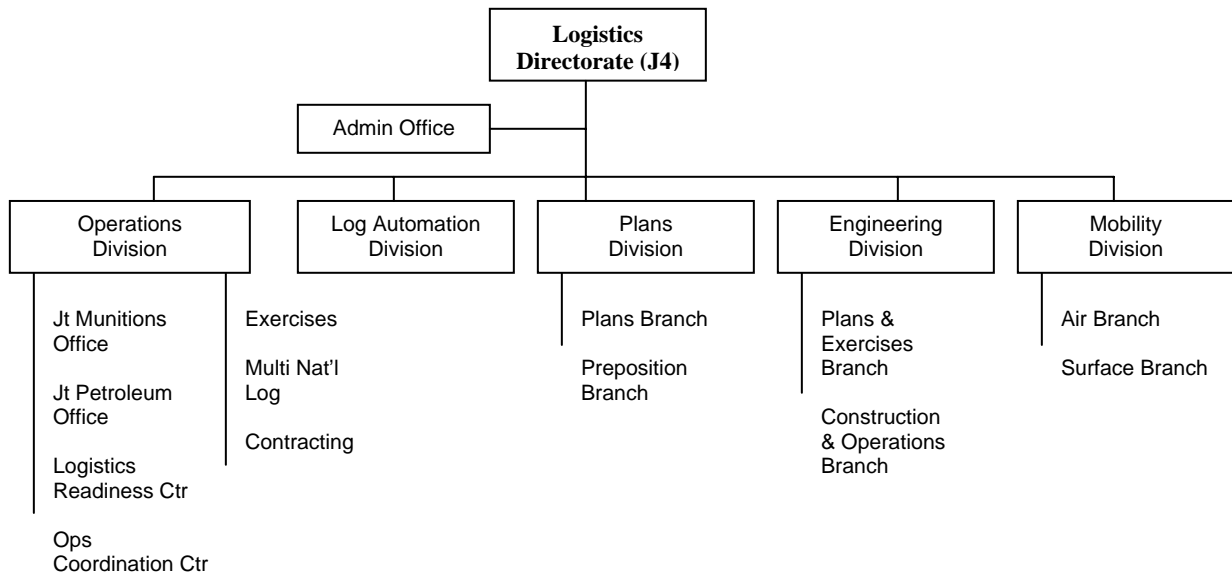 Logistics
Directorate (J4)
Admin Office
Operations
Division
Log Automation
Division
Plans
Division
Engineering
Division
Mobility
Division
Jt Munitions
Office
Jt Petroleum
Office
Logistics
Readiness Ctr
Ops
Coordination Ctr
Exercises
Multi Nat’l
Log
Contracting
Plans Branch
Preposition
Branch
Plans &
Exercises
Branch
Construction
& Operations
Branch
Air Branch
Surface Branch